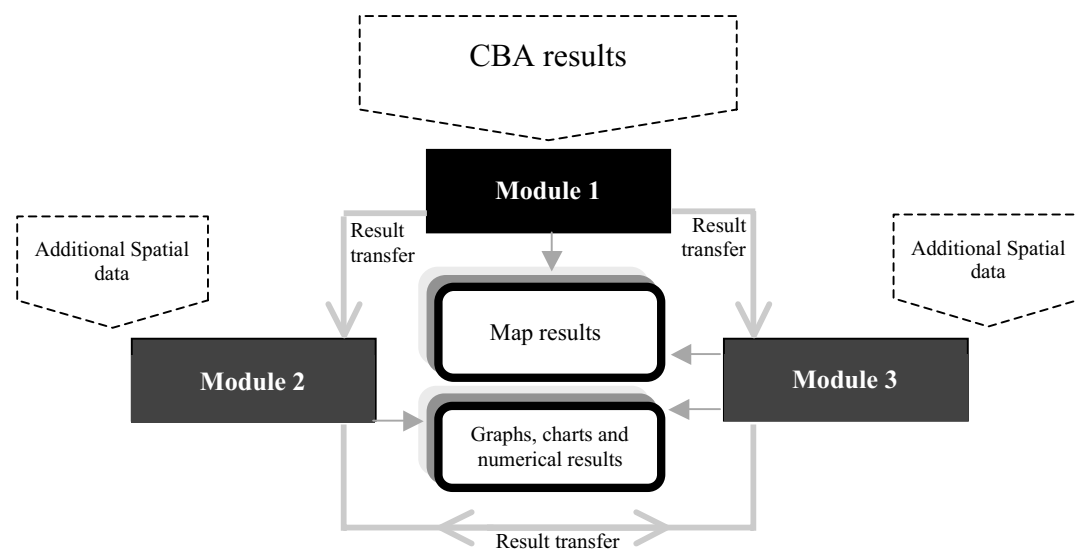 CBA results
Module 1
Result
transfer
Result
transfer
Additional Spatial
data
Additional Spatial
data
Map results
Module 2
Module 3
Graphs, charts and
numerical results
Result transfer